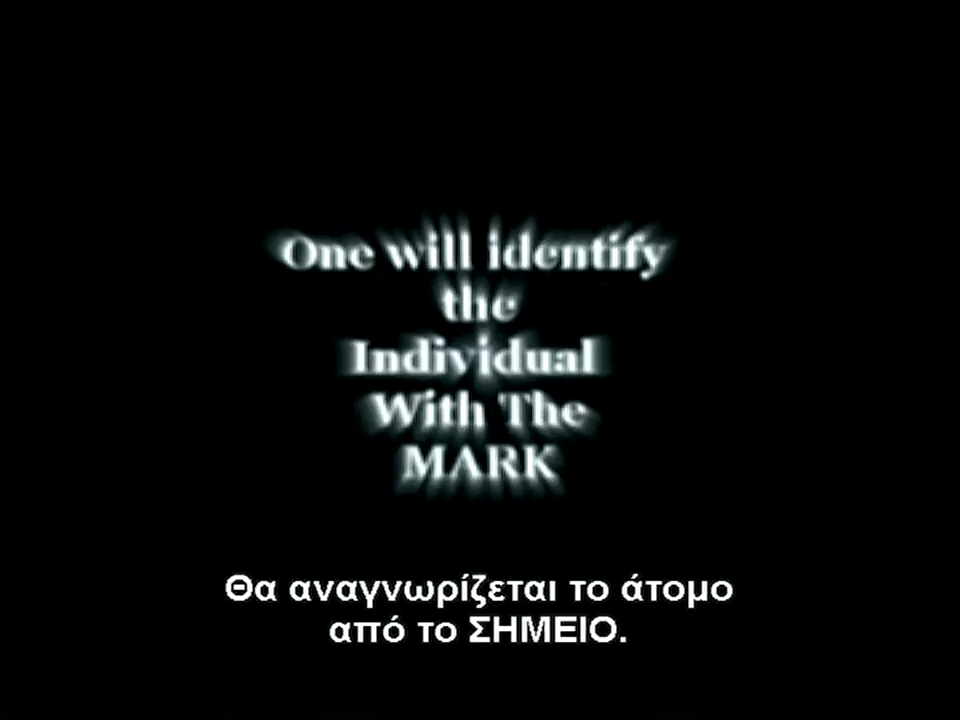 One will identify
the
Individual
With The
MARK
Θα αναγνωρίζεται το άτομο
από το ΣΗΜΕΙΟ.